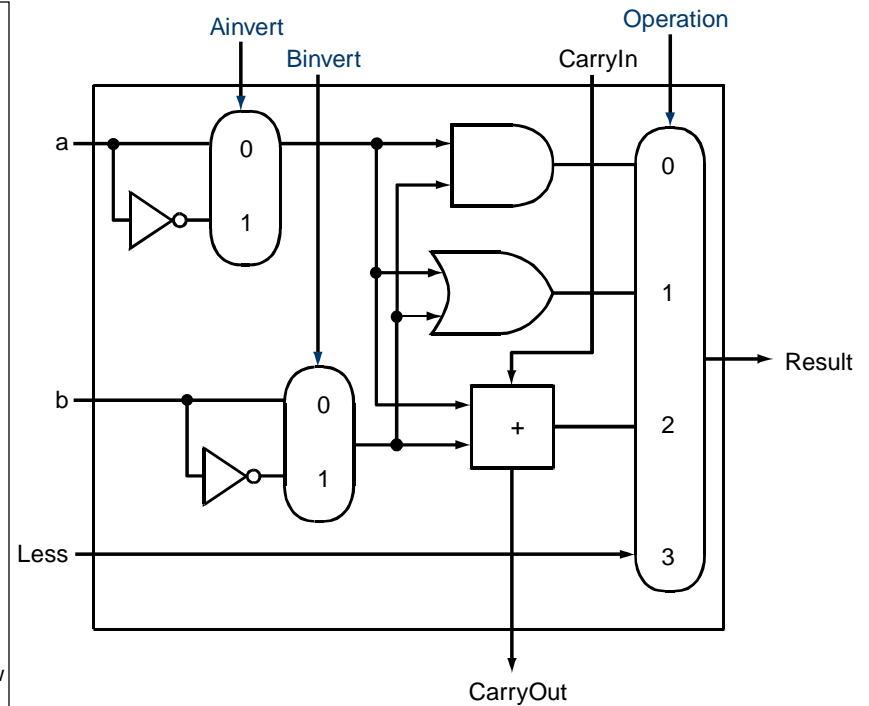 Operation
Ainvert
Binvert
CarryIn
a
0
1
0
1
Result
b
0
2
+
1
Less
3
CarryOut